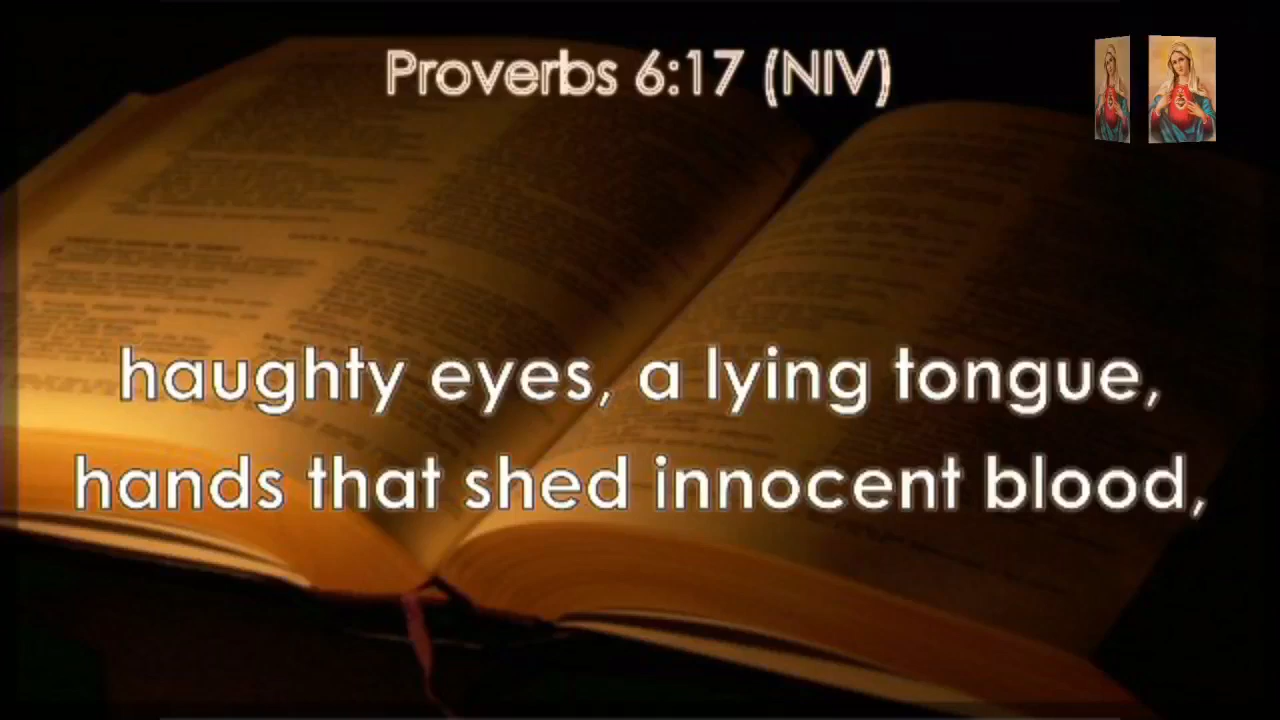 Proverbs 6:17 (NIV)
haughty eyes, a lying tongue,
hands that shed innocent blood,